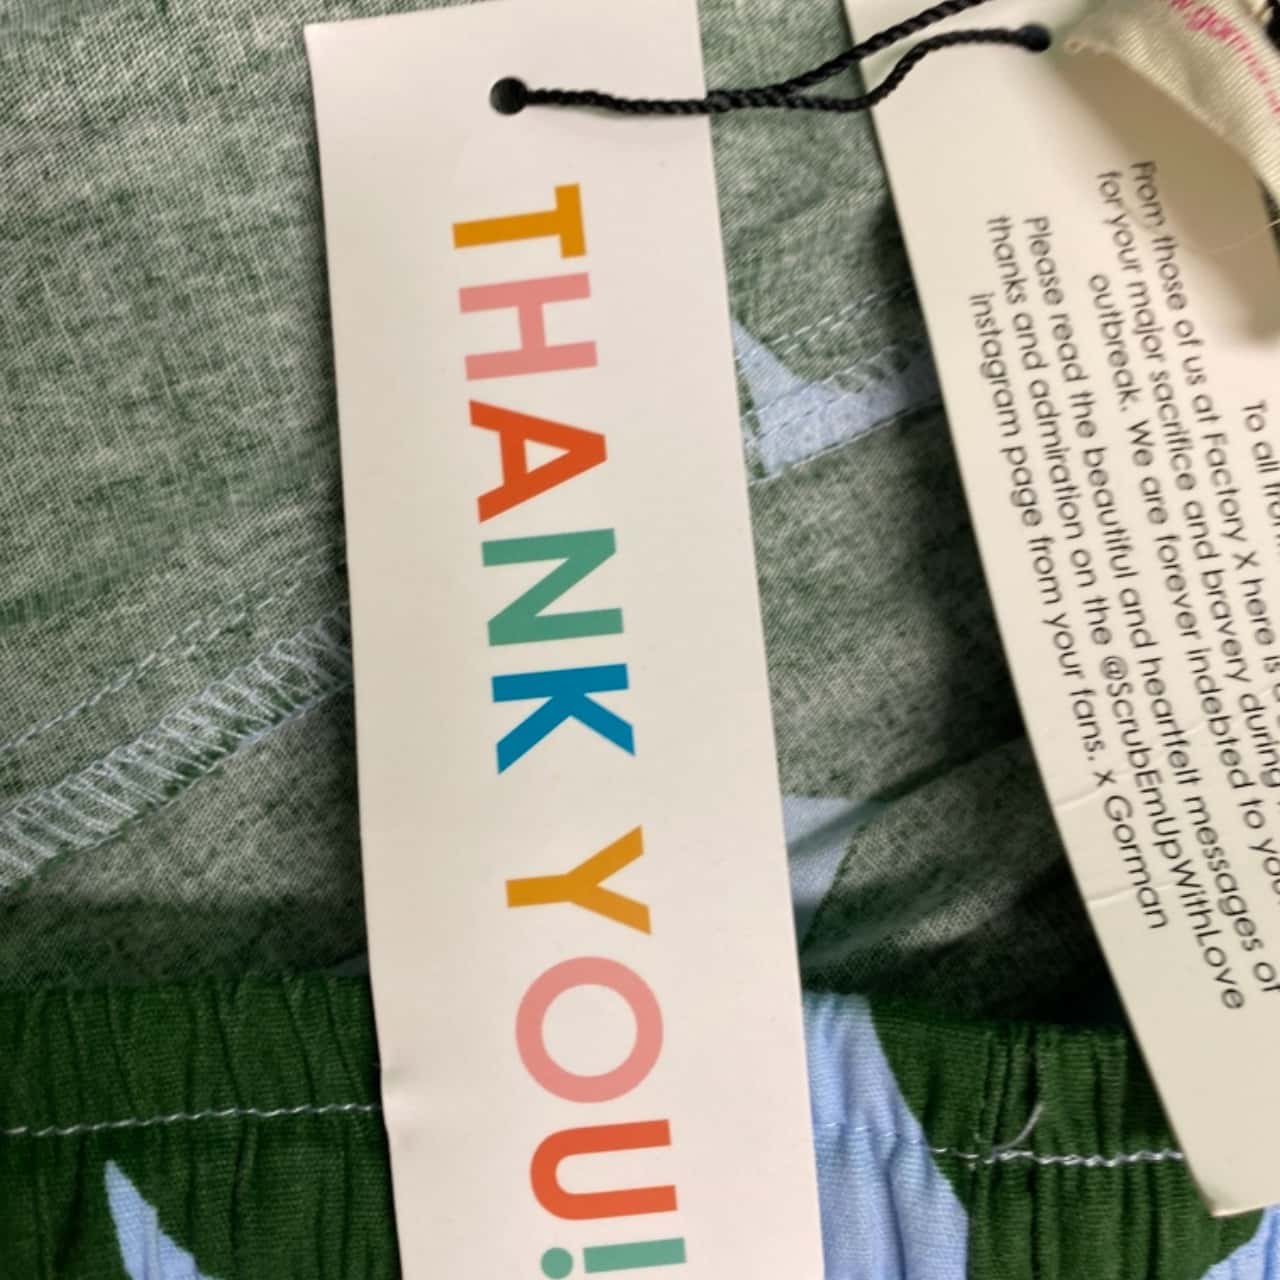 THANK YOU!
To all
From those of us at Factory X here is
for your major sacrifice and bravery during
outbreak. We are forever indebted to you
Please read the beautiful and heartfelt messages of
thanks and admiration on the @ScrubEmUpWithLove
instagram page from your fans. X Gorman